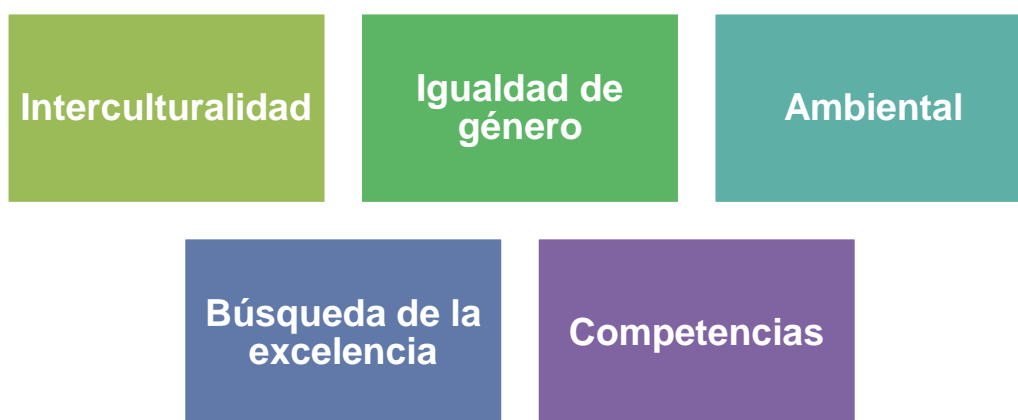 Interculturalidad
Igualdad de
género
Ambiental
Búsqueda de la
excelencia
Competencias